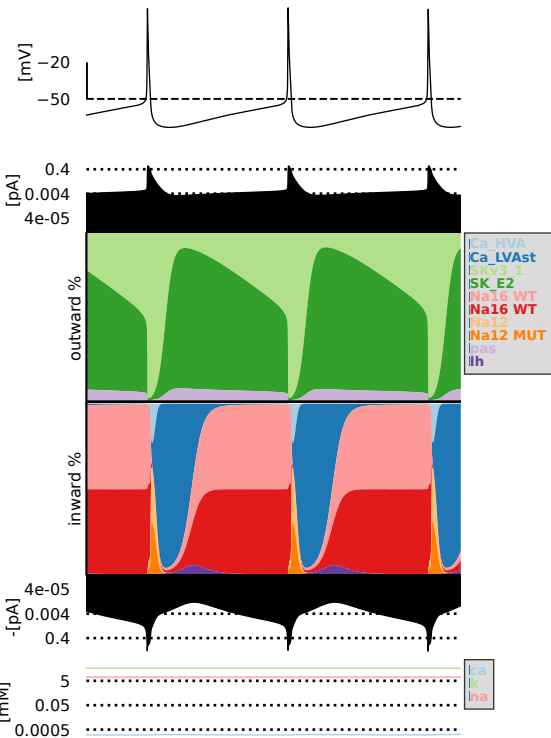 [mV]
−20
−50
[pA]
0.4
0.004
4e-05
outward %
Ca_HVA
Ca_LVAst
SKv3_1
SK_E2
Na16 WT
Na16 WT
Na12
Na12 MUT
pas
Ih
inward %
-[pA]
4e-05
0.004
0.4
[mM]
5
0.05
0.0005
ca
k
na